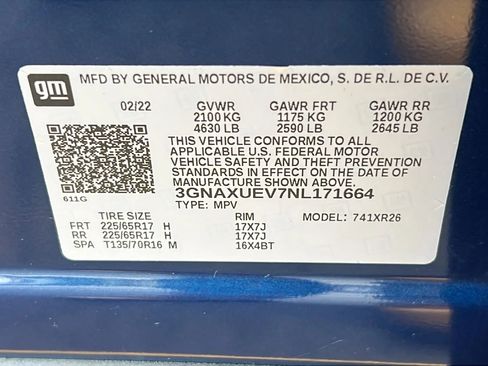 gm
MFD BY GENERAL MOTORS DE MEXICO, S. DE R.L. DE C.V.
02/22 GVWR GAWR FRT GAWR RR
2100 KG 1175 KG 1200 KG
4630 LB 2590 LB 2645 LB
THIS VEHICLE CONFORMS TO ALL
APPLICABLE U.S. FEDERAL MOTOR
VEHICLE SAFETY AND THEFT PREVENTION
STANDARDS IN EFFECT ON THE DATE OF
MANUFACTURE SHOWN ABOVE.
611G 3GNAXUEV7NL171664
TYPE: MPV
TIRE SIZE RIM MODEL: 741XR26
FRT 225/65R17 H 17X7J
RR 225/65R17 H 17X7J
SPA T135/70R16 M 16X4BT